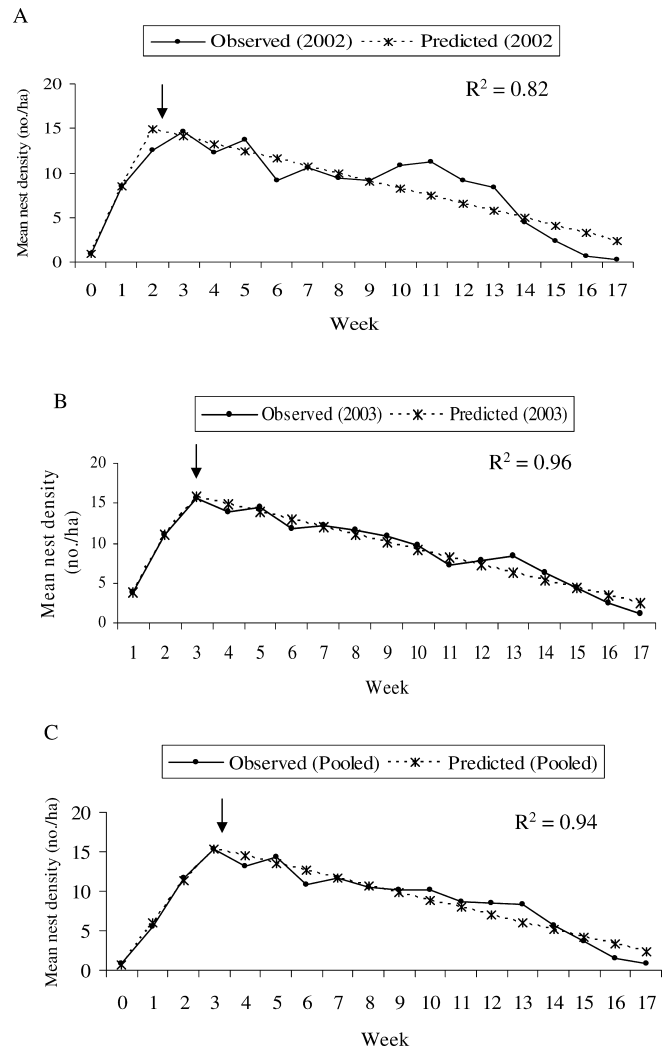 A
Observed (2002) Predicted (2002
R² = 0.82
Mean nest density (no./ha)
20
15
10
5
0
0 1 2 3 4 5 6 7 8 9 10 11 12 13 14 15 16 17
Week
B
Observed (2003) Predicted (2003)
R² = 0.96
Mean nest density
(no./ha)
20
15
10
5
0
1 2 3 4 5 6 7 8 9 10 11 12 13 14 15 16 17
Week
C
Observed (Pooled) Predicted (Pooled)
R² = 0.94
Mean nest density (no./ha)
20
15
10
5
0
0 1 2 3 4 5 6 7 8 9 10 11 12 13 14 15 16 17
Week